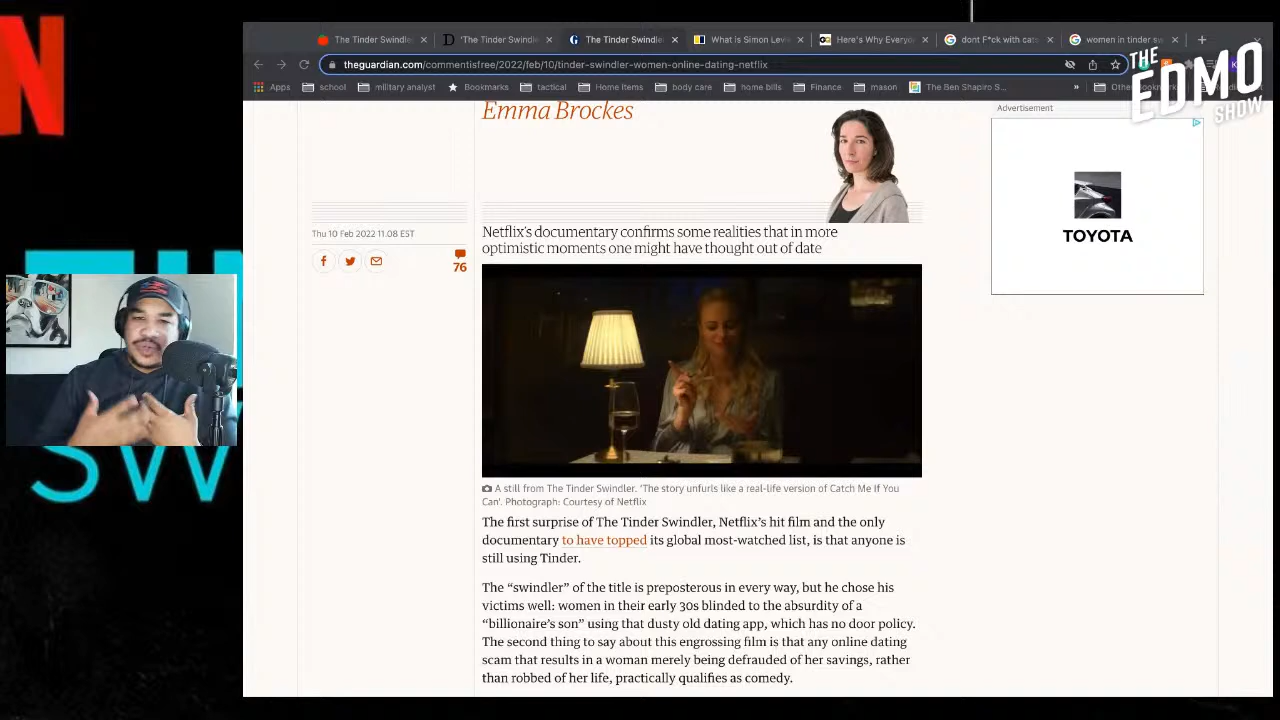 N
The Tinder Swindle
'The Tinder Swindle
The Tinder Swindle
What Is Simon Levi
Here's Why Everyon
dont F*ck with cats
women in tinder sw
THE EDMO SHOW
theguardian.com/commentisfree/2022/feb/10/tinder-swindler-women-online-dating-netflix
Apps
school
military analyst
Bookmarks
tactical
Home Items
body care
home bills
Finance
mason
The Ben Shapiro S...
»
Emma Brockes
Advertisement
TOYOTA
Thu 10 Feb 2022 11.08 EST
76
Netflix's documentary confirms some realities that in more
optimistic moments one might have thought out of date
A still from The Tinder Swindler. 'The story unfurls like a real-life version of Catch Me If You
Can'. Photograph: Courtesy of Netflix
The first surprise of The Tinder Swindler, Netflix's hit film and the only
documentary to have topped its global most-watched list, is that anyone is
still using Tinder.
The “swindler” of the title is preposterous in every way, but he chose his
victims well: women in their early 30s blinded to the absurdity of a
“billionaire's son” using that dusty old dating app, which has no door policy.
The second thing to say about this engrossing film is that any online dating
scam that results in a woman merely being defrauded of her savings, rather
than robbed of her life, practically qualifies as comedy.
SW